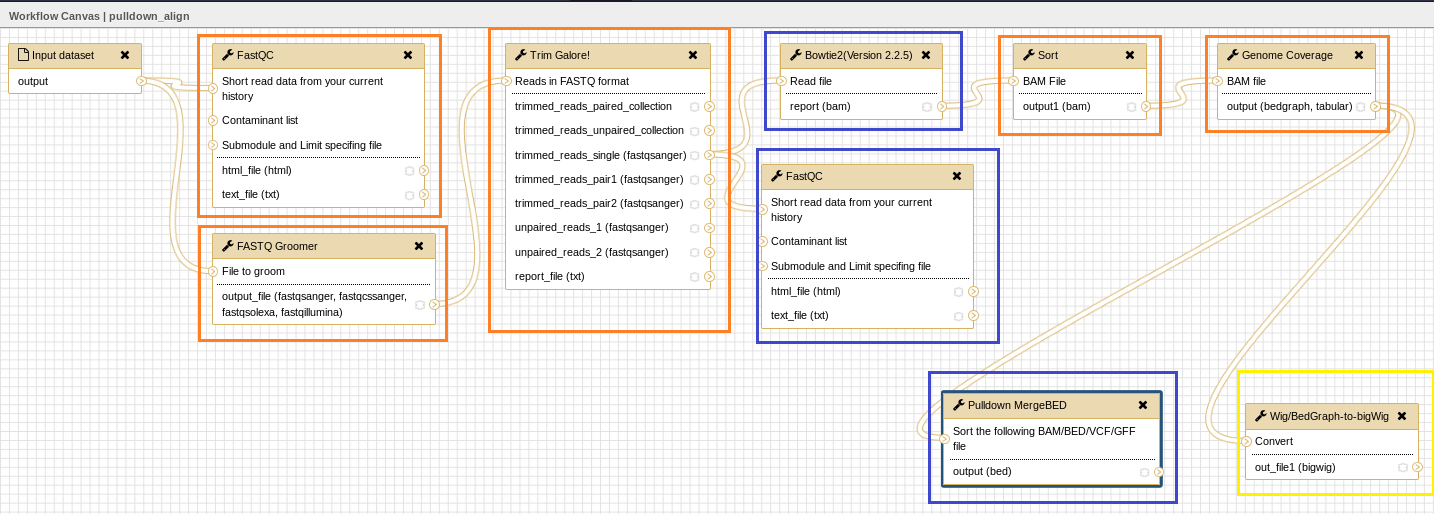 Workflow Canvas | pulldown_align
Input dataset
output
FastQC
Short read data from your current
history
Contaminant list
Submodule and Limit specifing file
html_file (html)
text_file (txt)
FASTQ Groomer
File to groom
output_file (fastqsanger, fastqcssanger,
fastqsolexa, fastqillumina)
Trim Galore!
Reads in FASTQ format
trimmed_reads_paired_collection
trimmed_reads_unpaired_collection
trimmed_reads_single (fastqsanger)
trimmed_reads_pair1 (fastqsanger)
trimmed_reads_pair2 (fastqsanger)
unpaired_reads_1 (fastqsanger)
unpaired_reads_2 (fastqsanger)
report_file (txt)
Bowtie2(Version 2.2.5)
Read file
report (bam)
FastQC
Short read data from your current
history
Contaminant list
Submodule and Limit specifing file
html_file (html)
text_file (txt)
Sort
BAM File
output1 (bam)
Genome Coverage
BAM file
output (bedgraph, tabular)
Pulldown MergeBED
Sort the following BAM/BED/VCF/GFF
file
output (bed)
Wig/BedGraph-to-bigWig
Convert
out_file1 (bigwig)